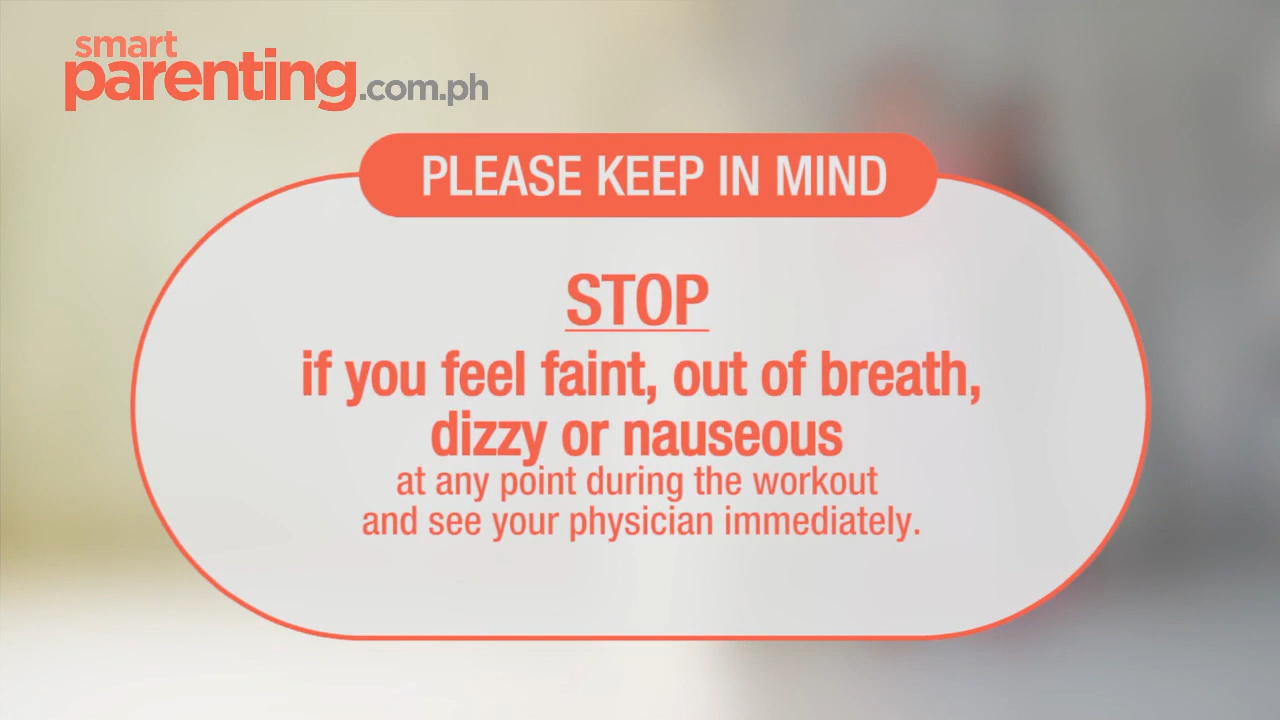 smart
parenting.com.ph
PLEASE KEEP IN MIND
STOP
if you feel faint, out of breath,
dizzy or nauseous
at any point during the workout
and see your physician immediately.